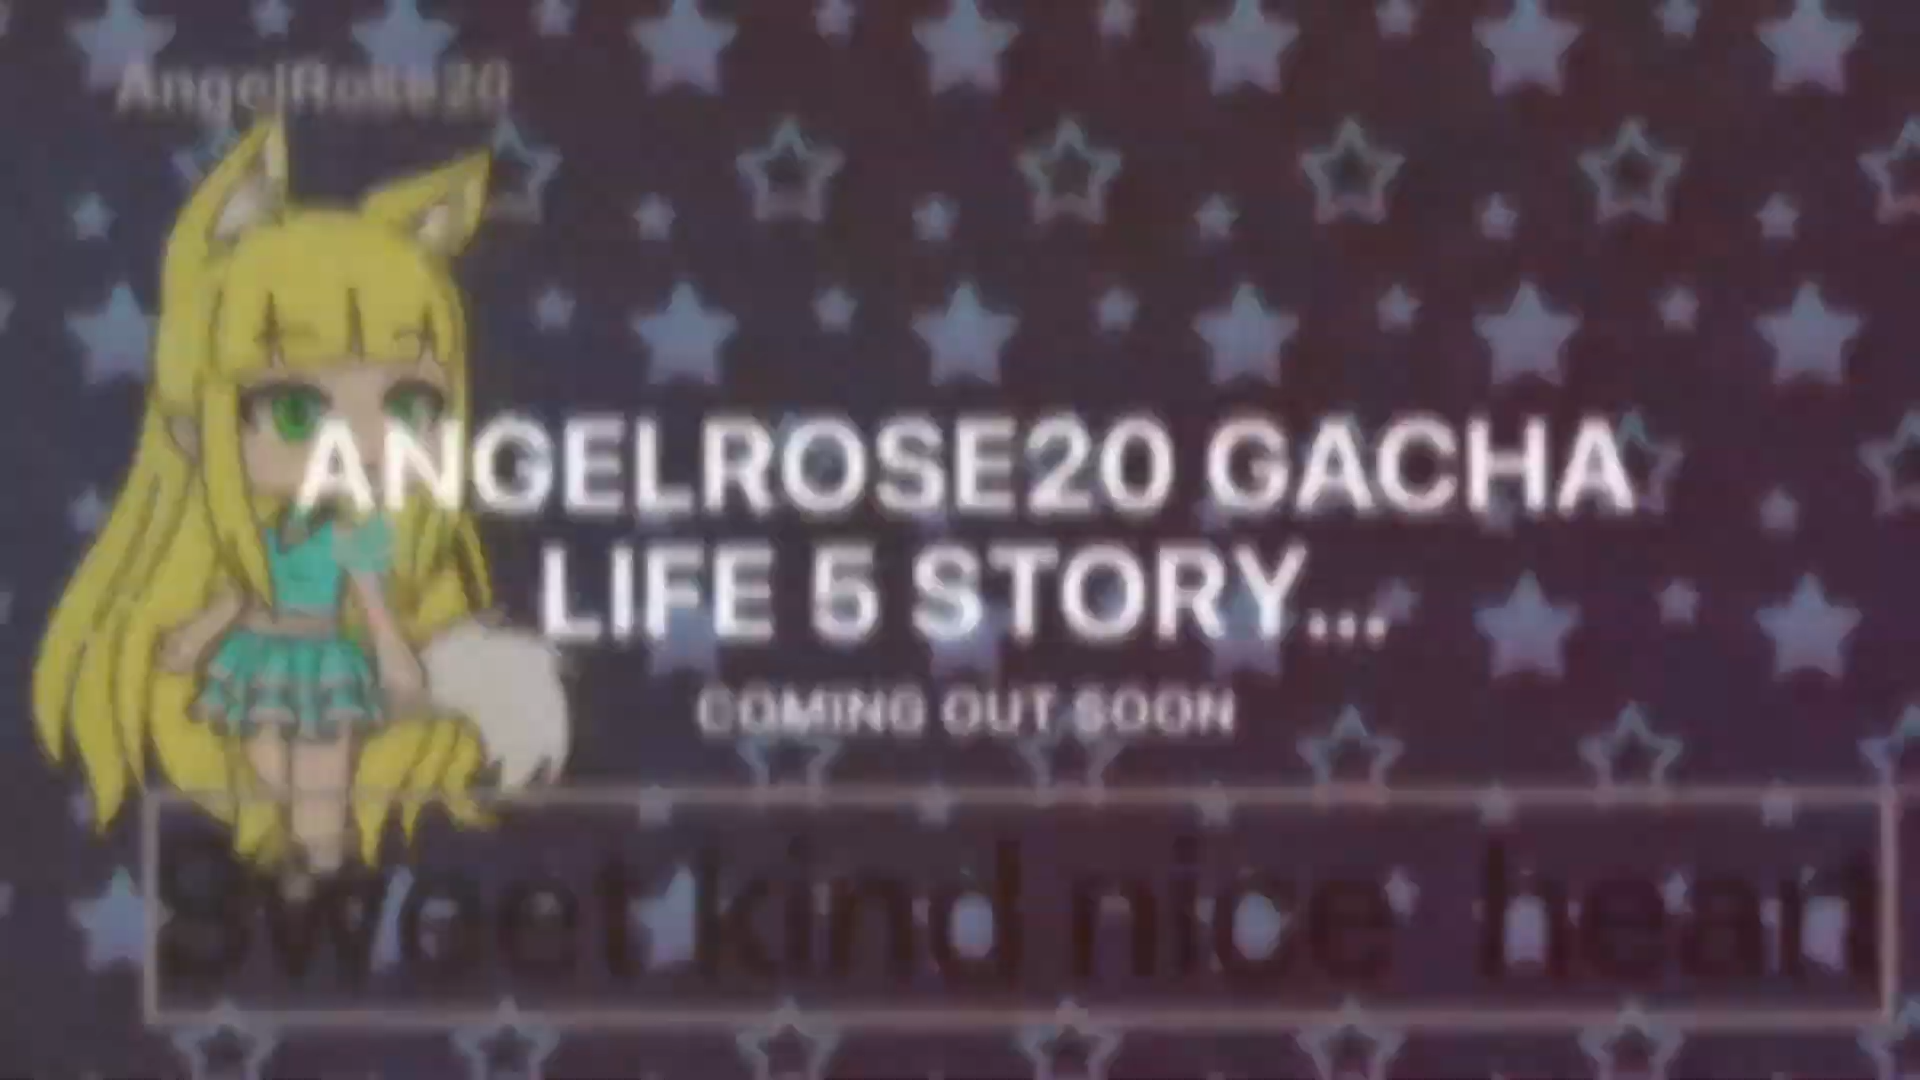 AngelRose20
ANGELROSE20 GACHA
LIFE 5 STORY...
COMING OUT SOON
Sweet kind nice heart